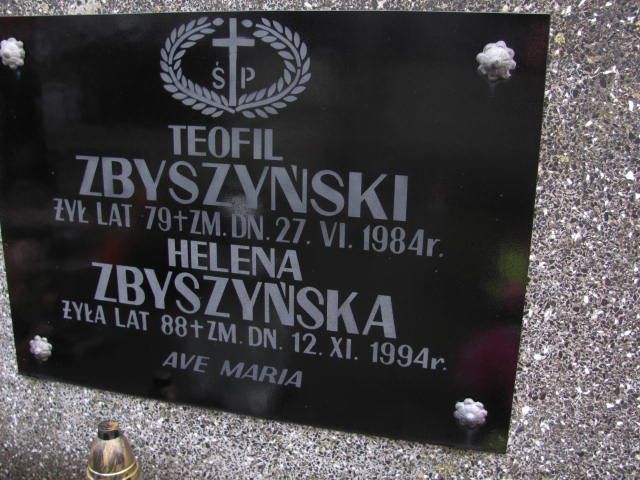 Ś P
TEOFIL
ZBYSZYŃSKI
ŻYŁ LAT 79 † ZM. DN. 27. VI. 1984r.
HELENA
ZBYSZYŃSKA
ŻYŁA LAT 88 † ZM. DN. 12. XI. 1994r.
AVE MARIA